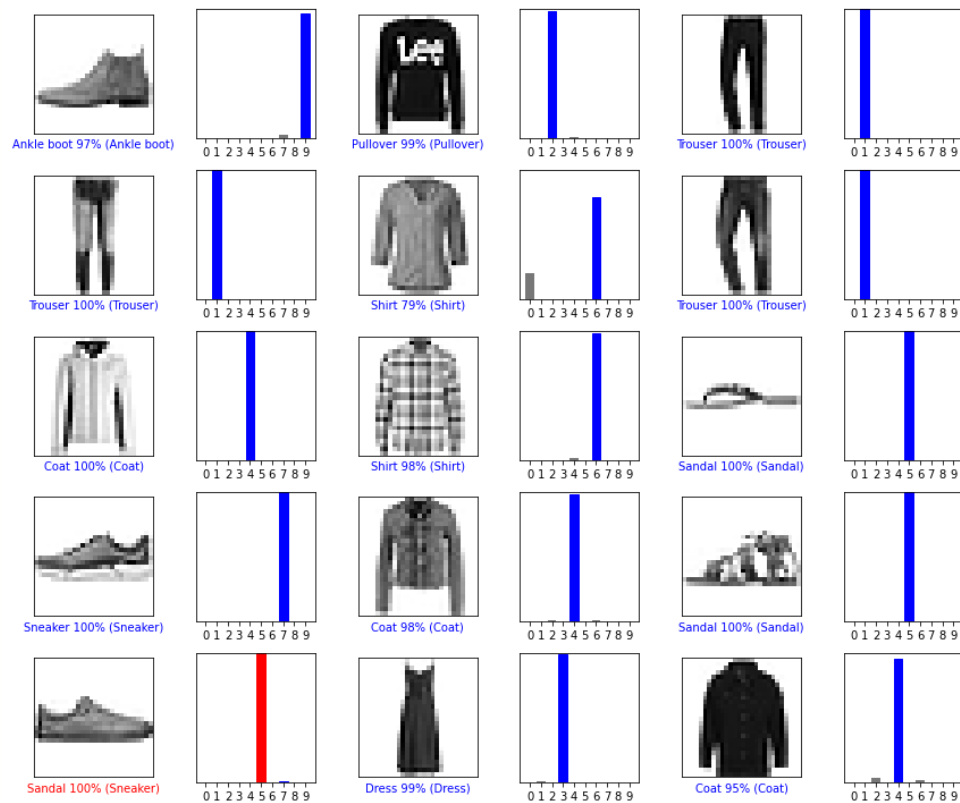 Lee
0 1 2 3 4 5 6 7 8 9
0 1 2 3 4 5 6 7 8 9
0 1 2 3 4 5 6 7 8 9
Ankle boot 97% (Ankle boot)
Pullover 99% (Pullover)
Trouser 100% (Trouser)
0 1 2 3 4 5 6 7 8 9
0 1 2 3 4 5 6 7 8 9
0 1 2 3 4 5 6 7 8 9
Trouser 100% (Trouser)
Shirt 79% (Shirt)
Trouser 100% (Trouser)
0 1 2 3 4 5 6 7 8 9
0 1 2 3 4 5 6 7 8 9
0 1 2 3 4 5 6 7 8 9
Coat 100% (Coat)
Shirt 98% (Shirt)
Sandal 100% (Sandal)
0 1 2 3 4 5 6 7 8 9
0 1 2 3 4 5 6 7 8 9
0 1 2 3 4 5 6 7 8 9
Sneaker 100% (Sneaker)
Coat 98% (Coat)
Sandal 100% (Sandal)
0 1 2 3 4 5 6 7 8 9
0 1 2 3 4 5 6 7 8 9
0 1 2 3 4 5 6 7 8 9
Sandal 100% (Sneaker)
Dress 99% (Dress)
Coat 95% (Coat)